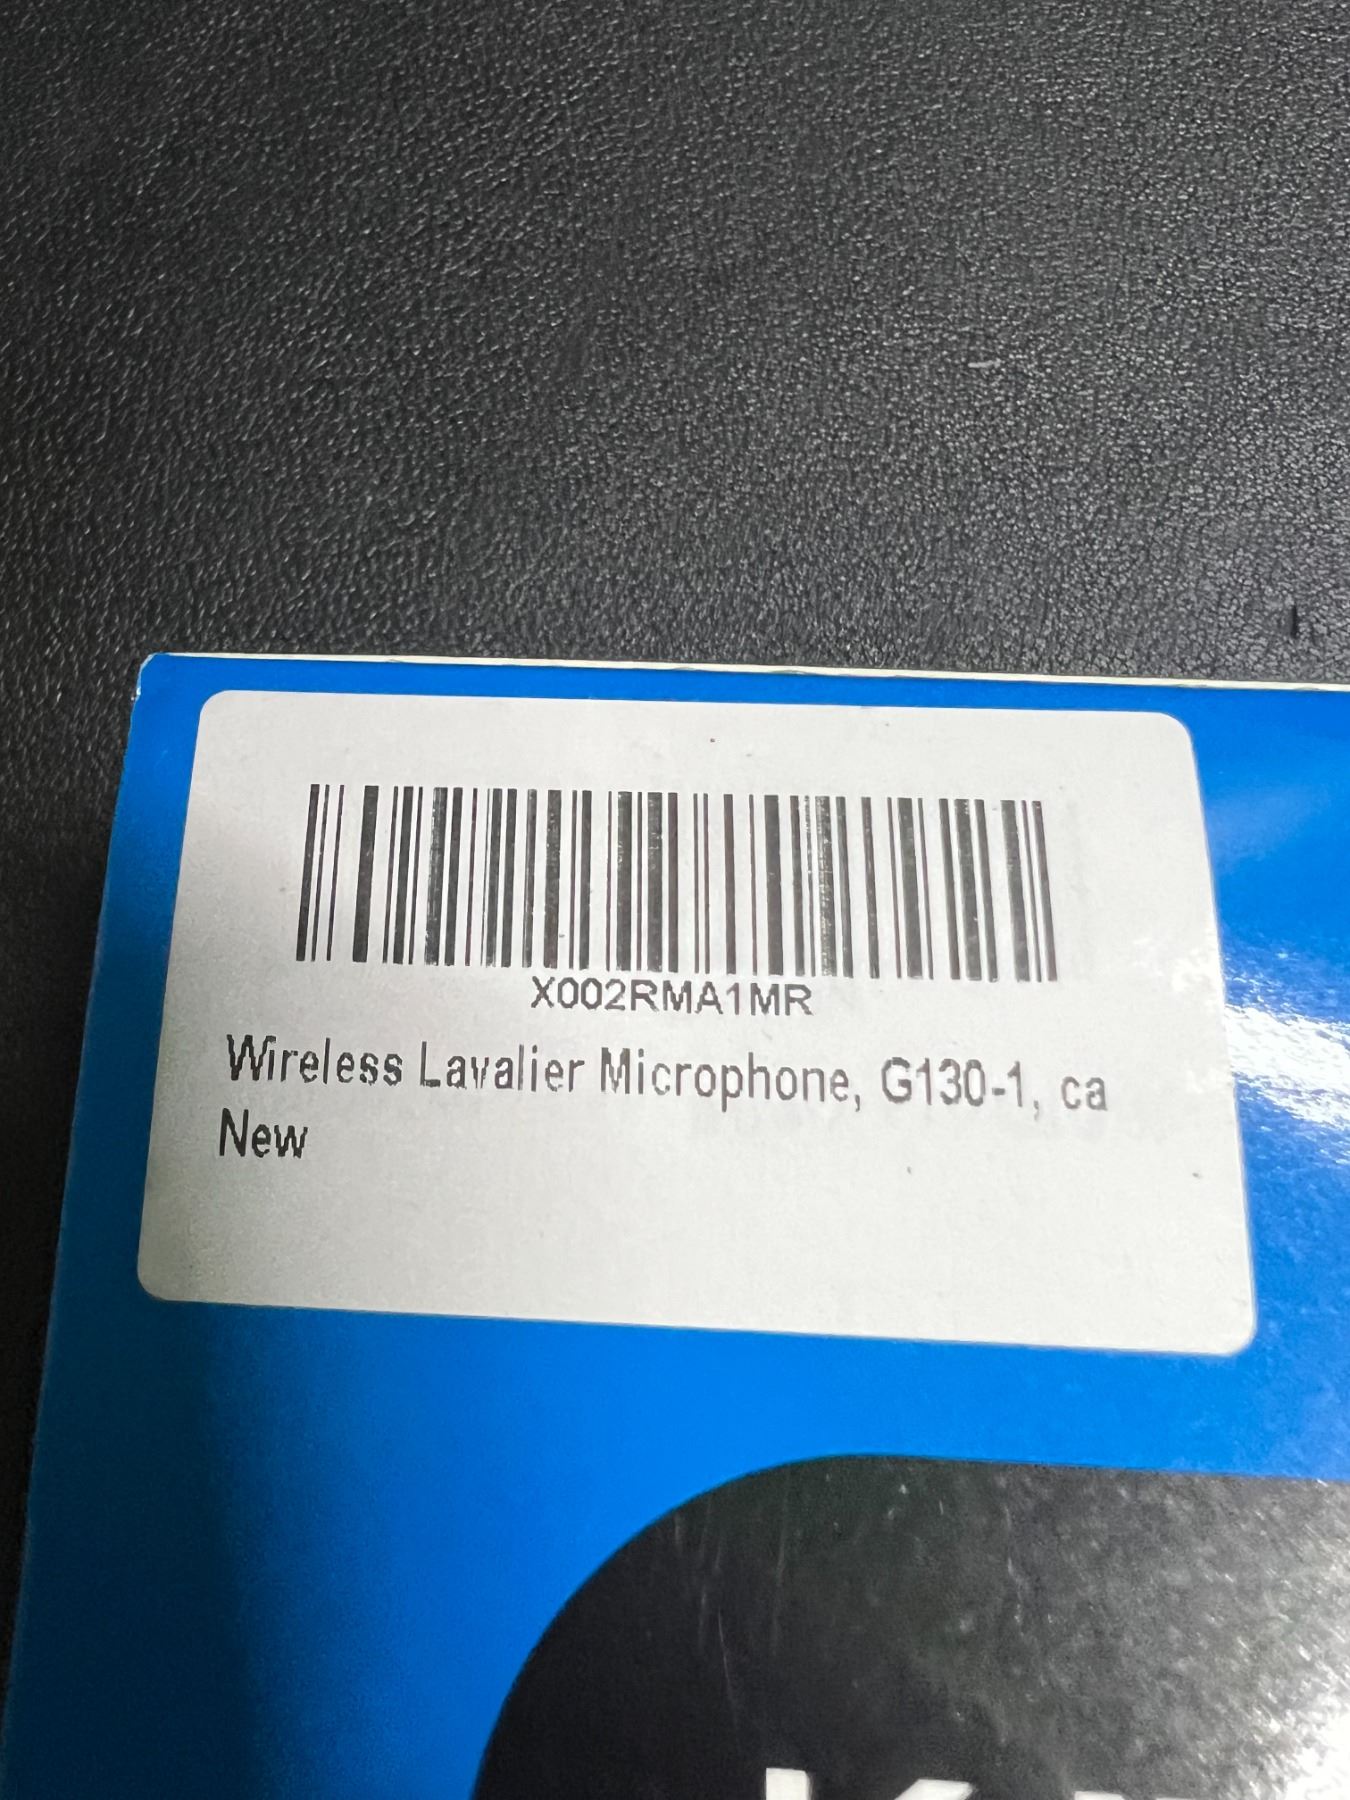 X002RMA1MR
Wireless Lavalier Microphone, G130-1, ca
New